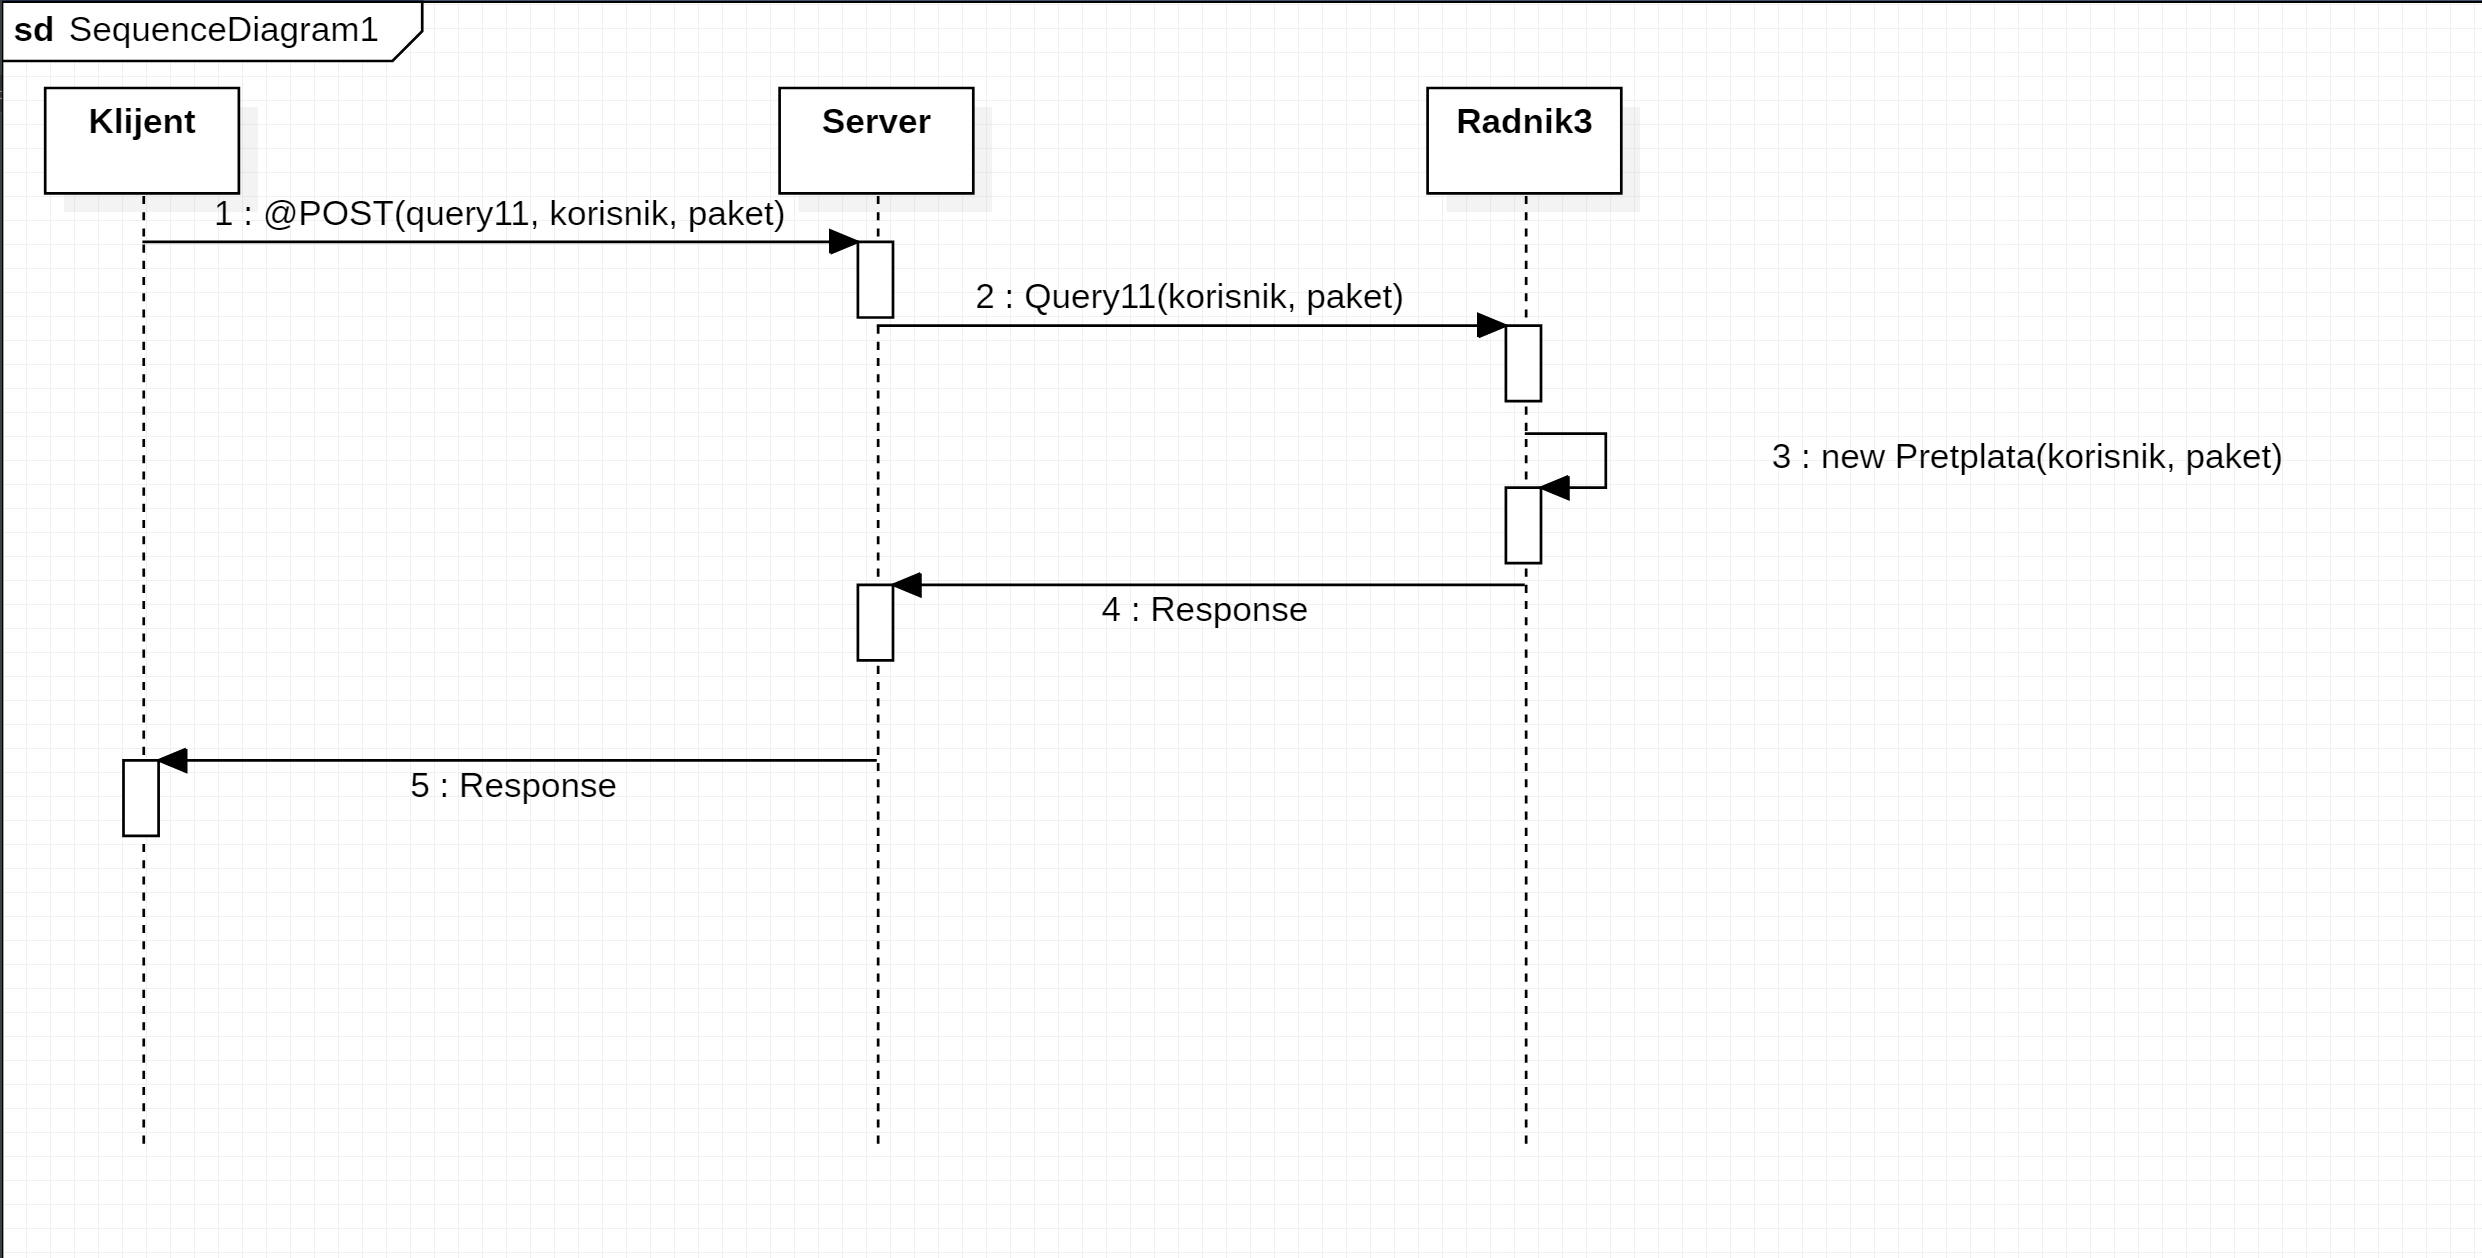 sd SequenceDiagram1
Klijent
Server
Radnik3
1 : @POST(query11, korisnik, paket)
2 : Query11(korisnik, paket)
3 : new Pretplata(korisnik, paket)
4 : Response
5 : Response